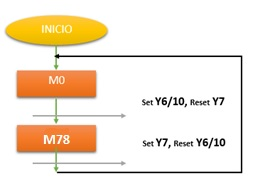 INICIO
M0
Set Y6/10, Reset Y7
M78
Set Y7, Reset Y6/10